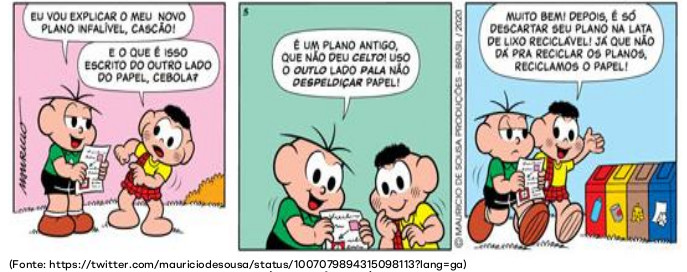 EU VOU EXPLICAR O MEU NOVO
PLANO INFALÍVEL, CASCÃO!
E O QUE É ISSO
ESCRITO DO OUTRO LADO
DO PAPEL, CEBOLA?
MAURICIO
5
É UM PLANO ANTIGO,
QUE NÃO DEU CELTO! USO
O OUTLO LADO PALA NÃO
DESPELDIÇAR PAPEL!
© MAURICIO DE SOUSA PRODUÇÕES - BRASIL / 2020
MUITO BEM! DEPOIS, É SÓ
DESCARTAR SEU PLANO NA LATA
DE LIXO RECICLÁVEL! JÁ QUE NÃO
DÁ PRA RECICLAR OS PLANOS,
RECICLAMOS O PAPEL!
(Fonte: https://twitter.com/mauriciodesousa/status/1007079894315098113?lang=ga)